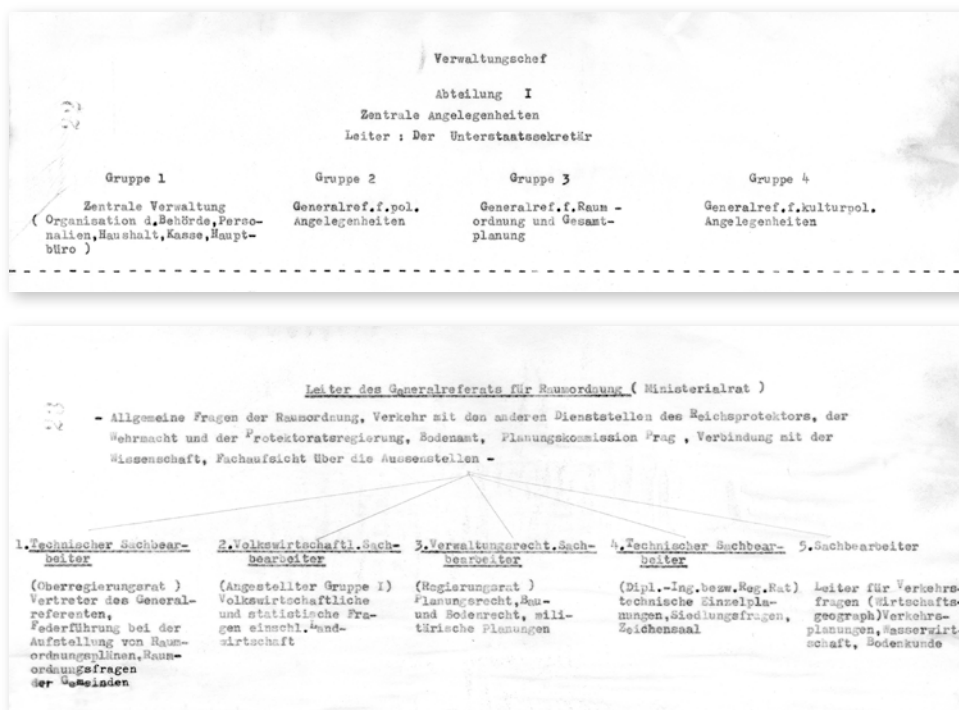 Verwaltungschef
Abteilung I
Zentrale Angelegenheiten
Leiter : Der Unterstaatssekretär
Gruppe 1
Zentrale Verwaltung
( Organisation d.Behörde,Perso-
nalien,Haushalt,Kasse,Haupt-
büro )
Gruppe 2
Generalref.f.pol.
Angelegenheiten
Gruppe 3
Generalref.f.Raum -
ordnung und Gesamt-
planung
Gruppe 4
Generalref.f.kulturpol.
Angelegenheiten
Leiter des Generalreferats für Raumordnung ( Ministerialrat )
- Allgemeine Fragen der Raumordnung, Verkehr mit den anderen Dienststellen des Reichsprotektors, der
Wehrmacht und der Protektoratsregierung, Bodenamt, Planungskommission Prag , Verbindung mit der
Wissenschaft, Fachaufsicht über die Aussenstellen -
1.Technischer Sachbear-
beiter
(Oberregierungsrat )
Vertreter des General-
referenten,
Federführung bei der
Aufstellung von Raum-
ordnungsplänen,Raum-
ordnungsfragen
der Gemeinden
2.Volkswirtschaftl.Sach-
bearbeiter
(Angestellter Gruppe I)
Volkswirtschaftliche
und statistische Fra-
gen einschl.Land-
wirtschaft
3.Verwaltungsrecht.Sach-
bearbeiter
(Regierungsrat )
Planungsrecht,Bau-
und Bodenrecht, mili-
tärische Planungen
4.Technischer Sachbear-
beiter
(Dipl.-Ing.bezw.Reg.Rat)
technische Einzelpla-
nungen,Siedlungsfragen,
Zeichensaal
5.Sachbearbeiter
Leiter für Verkehrs-
fragen (Wirtschafts-
geograph)Verkehrs-
planungen,Wasserwirt-
schaft, Bodenkunde